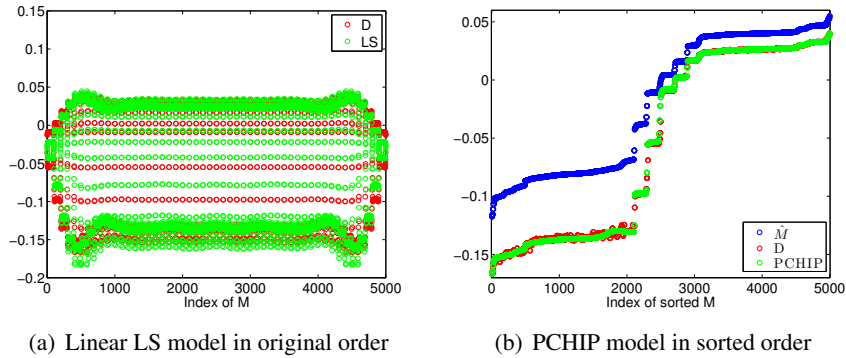 0.15
0.1
0.05
0
−0.05
−0.1
−0.15
−0.2
0 1000 2000 3000 4000 5000
Index of M
D
LS
(a) Linear LS model in original order
0.05
0
−0.05
−0.1
−0.15
0 1000 2000 3000 4000 5000
Index of sorted M
M̂
D
PCHIP
(b) PCHIP model in sorted order